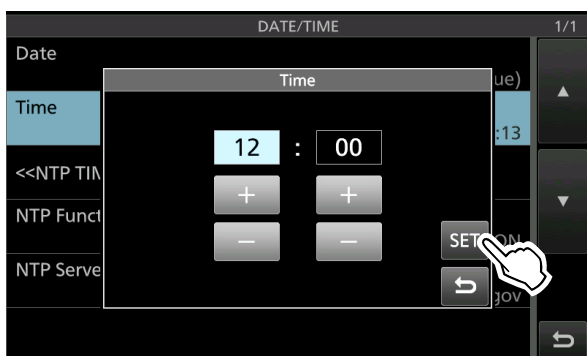 DATE/TIME 1/1
Date
ue)
Time
Time
:13
12 : 00
<<NTP TIM
+ +
NTP Funct
− −
SET
ON
NTP Serve
gov